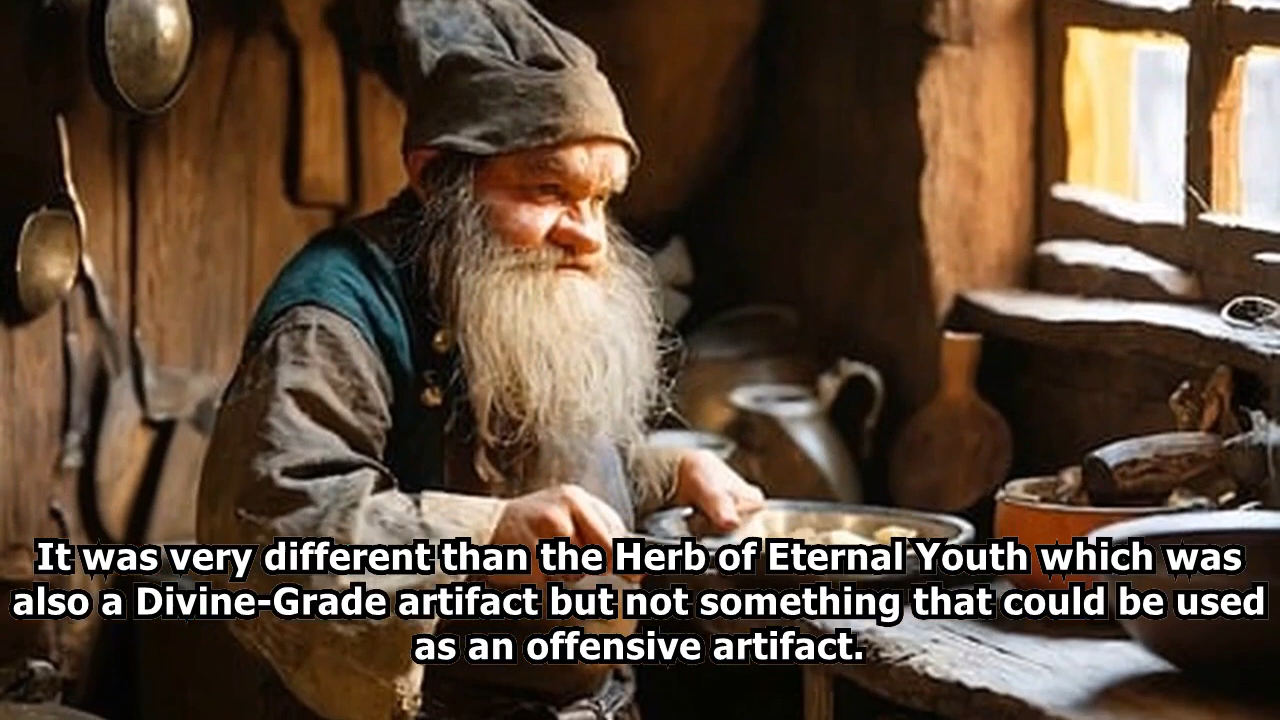 It was very different than the Herb of Eternal Youth which was
also a Divine-Grade artifact but not something that could be used
as an offensive artifact.